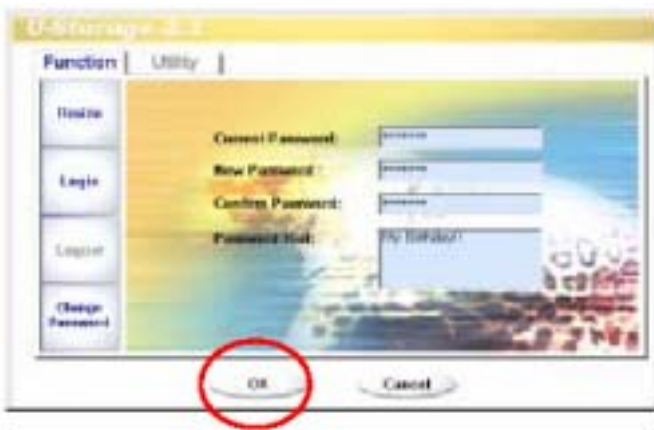 U-Storage
Function | Utility |
Resize
Login
Logout
Change
Password
Current Password: *******
New Password : *******
Confirm Password: *******
Password Hint: My Birthday!
OK
Cancel